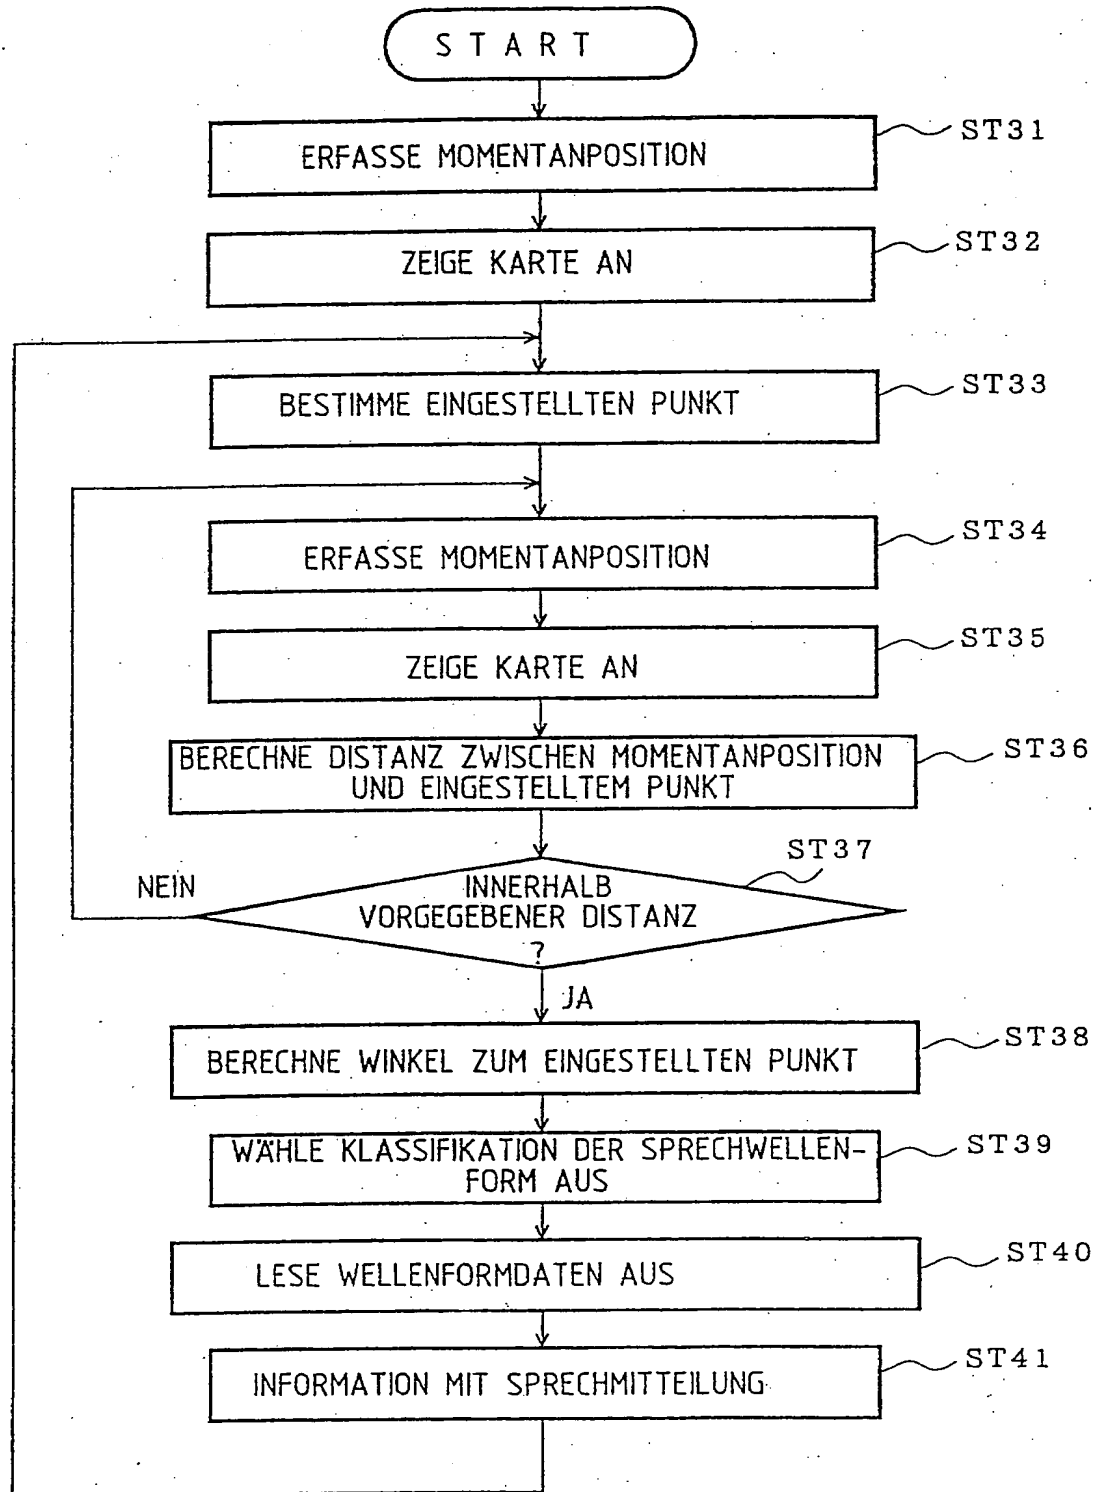 START
ERFASSE MOMENTANPOSITION
ST31
ZEIGE KARTE AN
ST32
BESTIMME EINGESTELLTEN PUNKT
ST33
ERFASSE MOMENTANPOSITION
ST34
ZEIGE KARTE AN
ST35
BERECHNE DISTANZ ZWISCHEN MOMENTANPOSITION
UND EINGESTELLTEM PUNKT
ST36
ST37
NEIN
INNERHALB
VORGEGEBENER DISTANZ
?
JA
BERECHNE WINKEL ZUM EINGESTELLTEN PUNKT
ST38
WÄHLE KLASSIFIKATION DER SPRECHWELLEN-
FORM AUS
ST39
LESE WELLENFORMDATEN AUS
ST40
INFORMATION MIT SPRECHMITTEILUNG
ST41